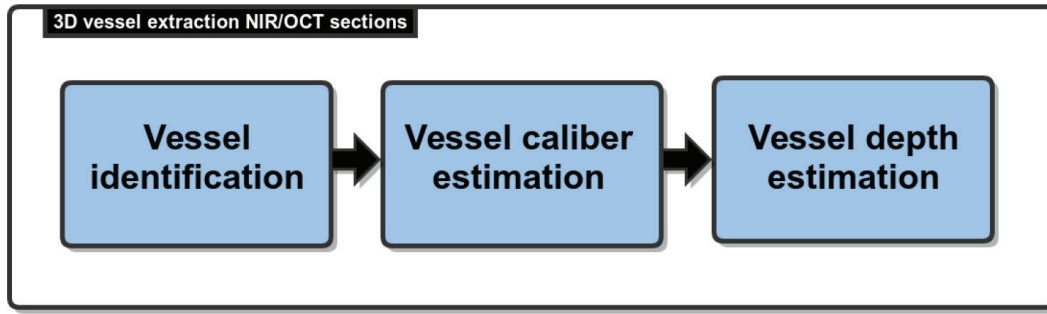 3D vessel extraction NIR/OCT sections
Vessel
identification
Vessel caliber
estimation
Vessel depth
estimation